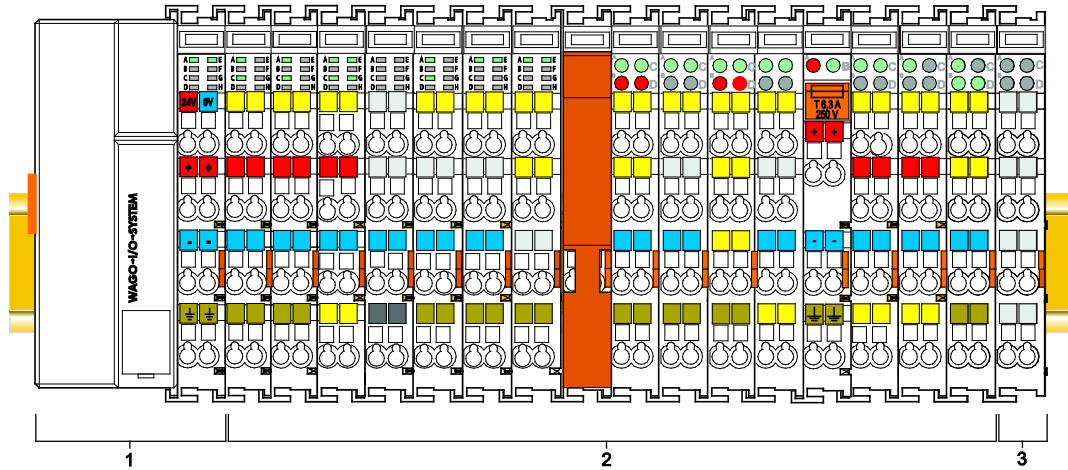 A E A E A E A E A E A E A E A E
B F B F B F B F B F B F B F B F
C G C G C G C G C G C G C G C G
D H D H D H D H D H D H D H D H
24V 0V
T 6,3 A
250 V
+ + + +
- - - -
WAGO-I/O-SYSTEM
1 2 3